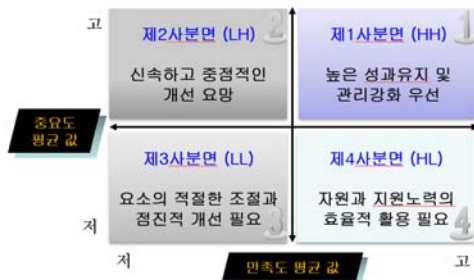 고
제2사분면 (LH)
2
신속하고 중점적인
개선 요망
제1사분면 (HH)
1
높은 성과유지 및
관리강화 우선
중요도
평균 값
제3사분면 (LL)
요소의 적절한 조절과
점진적 개선 필요
3
제4사분면 (HL)
자원과 지원노력의
효율적 활용 필요
4
저
저
만족도 평균 값
고